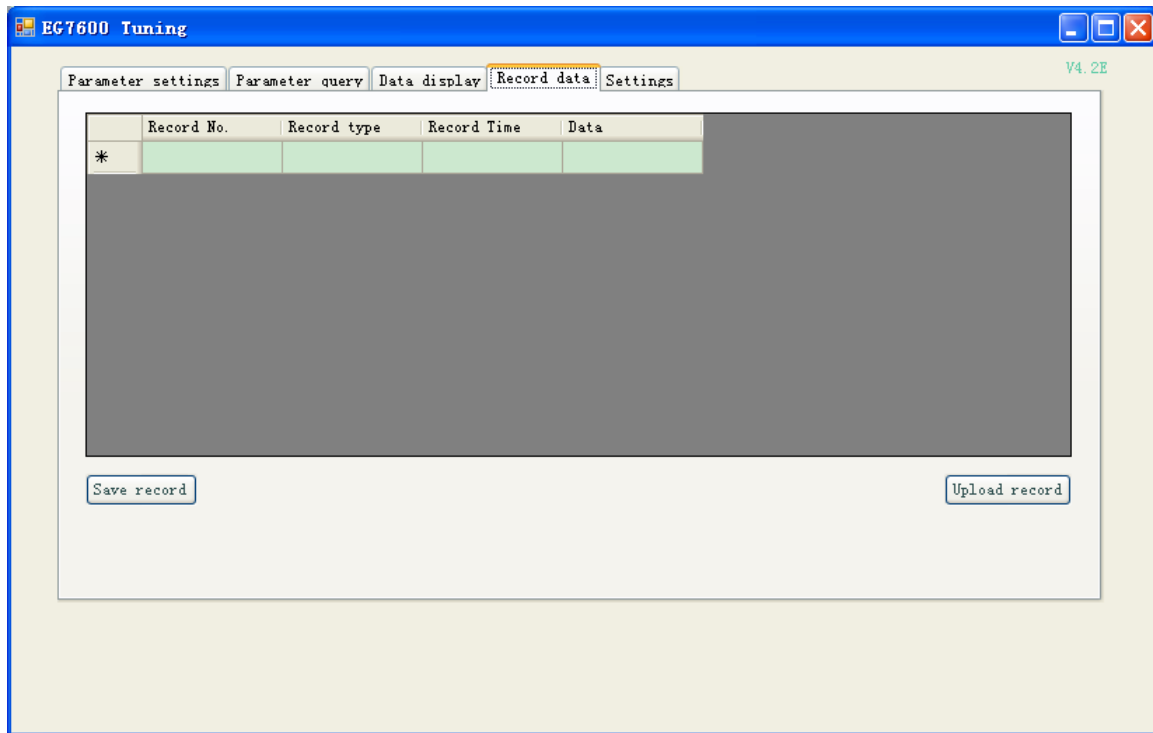 EG7600 Tuning
V4.2E
Parameter settings Parameter query Data display Record data Settings
Record No. Record type Record Time Data
Save record Upload record